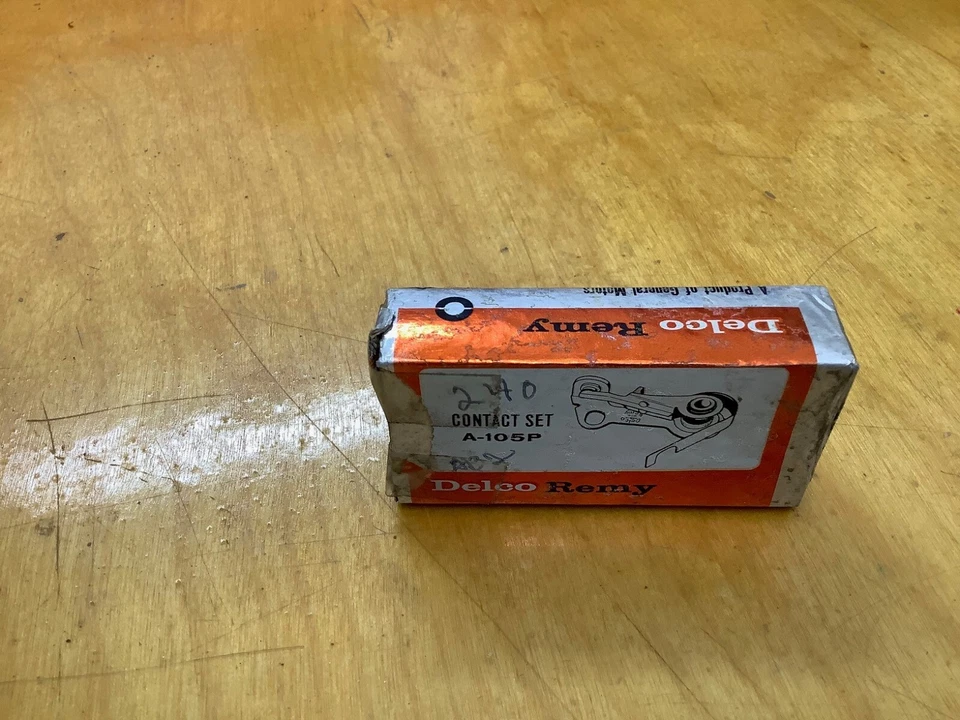 A Product of General Motors
Delco Remy
240
CONTACT SET
A-105P
Delco Remy